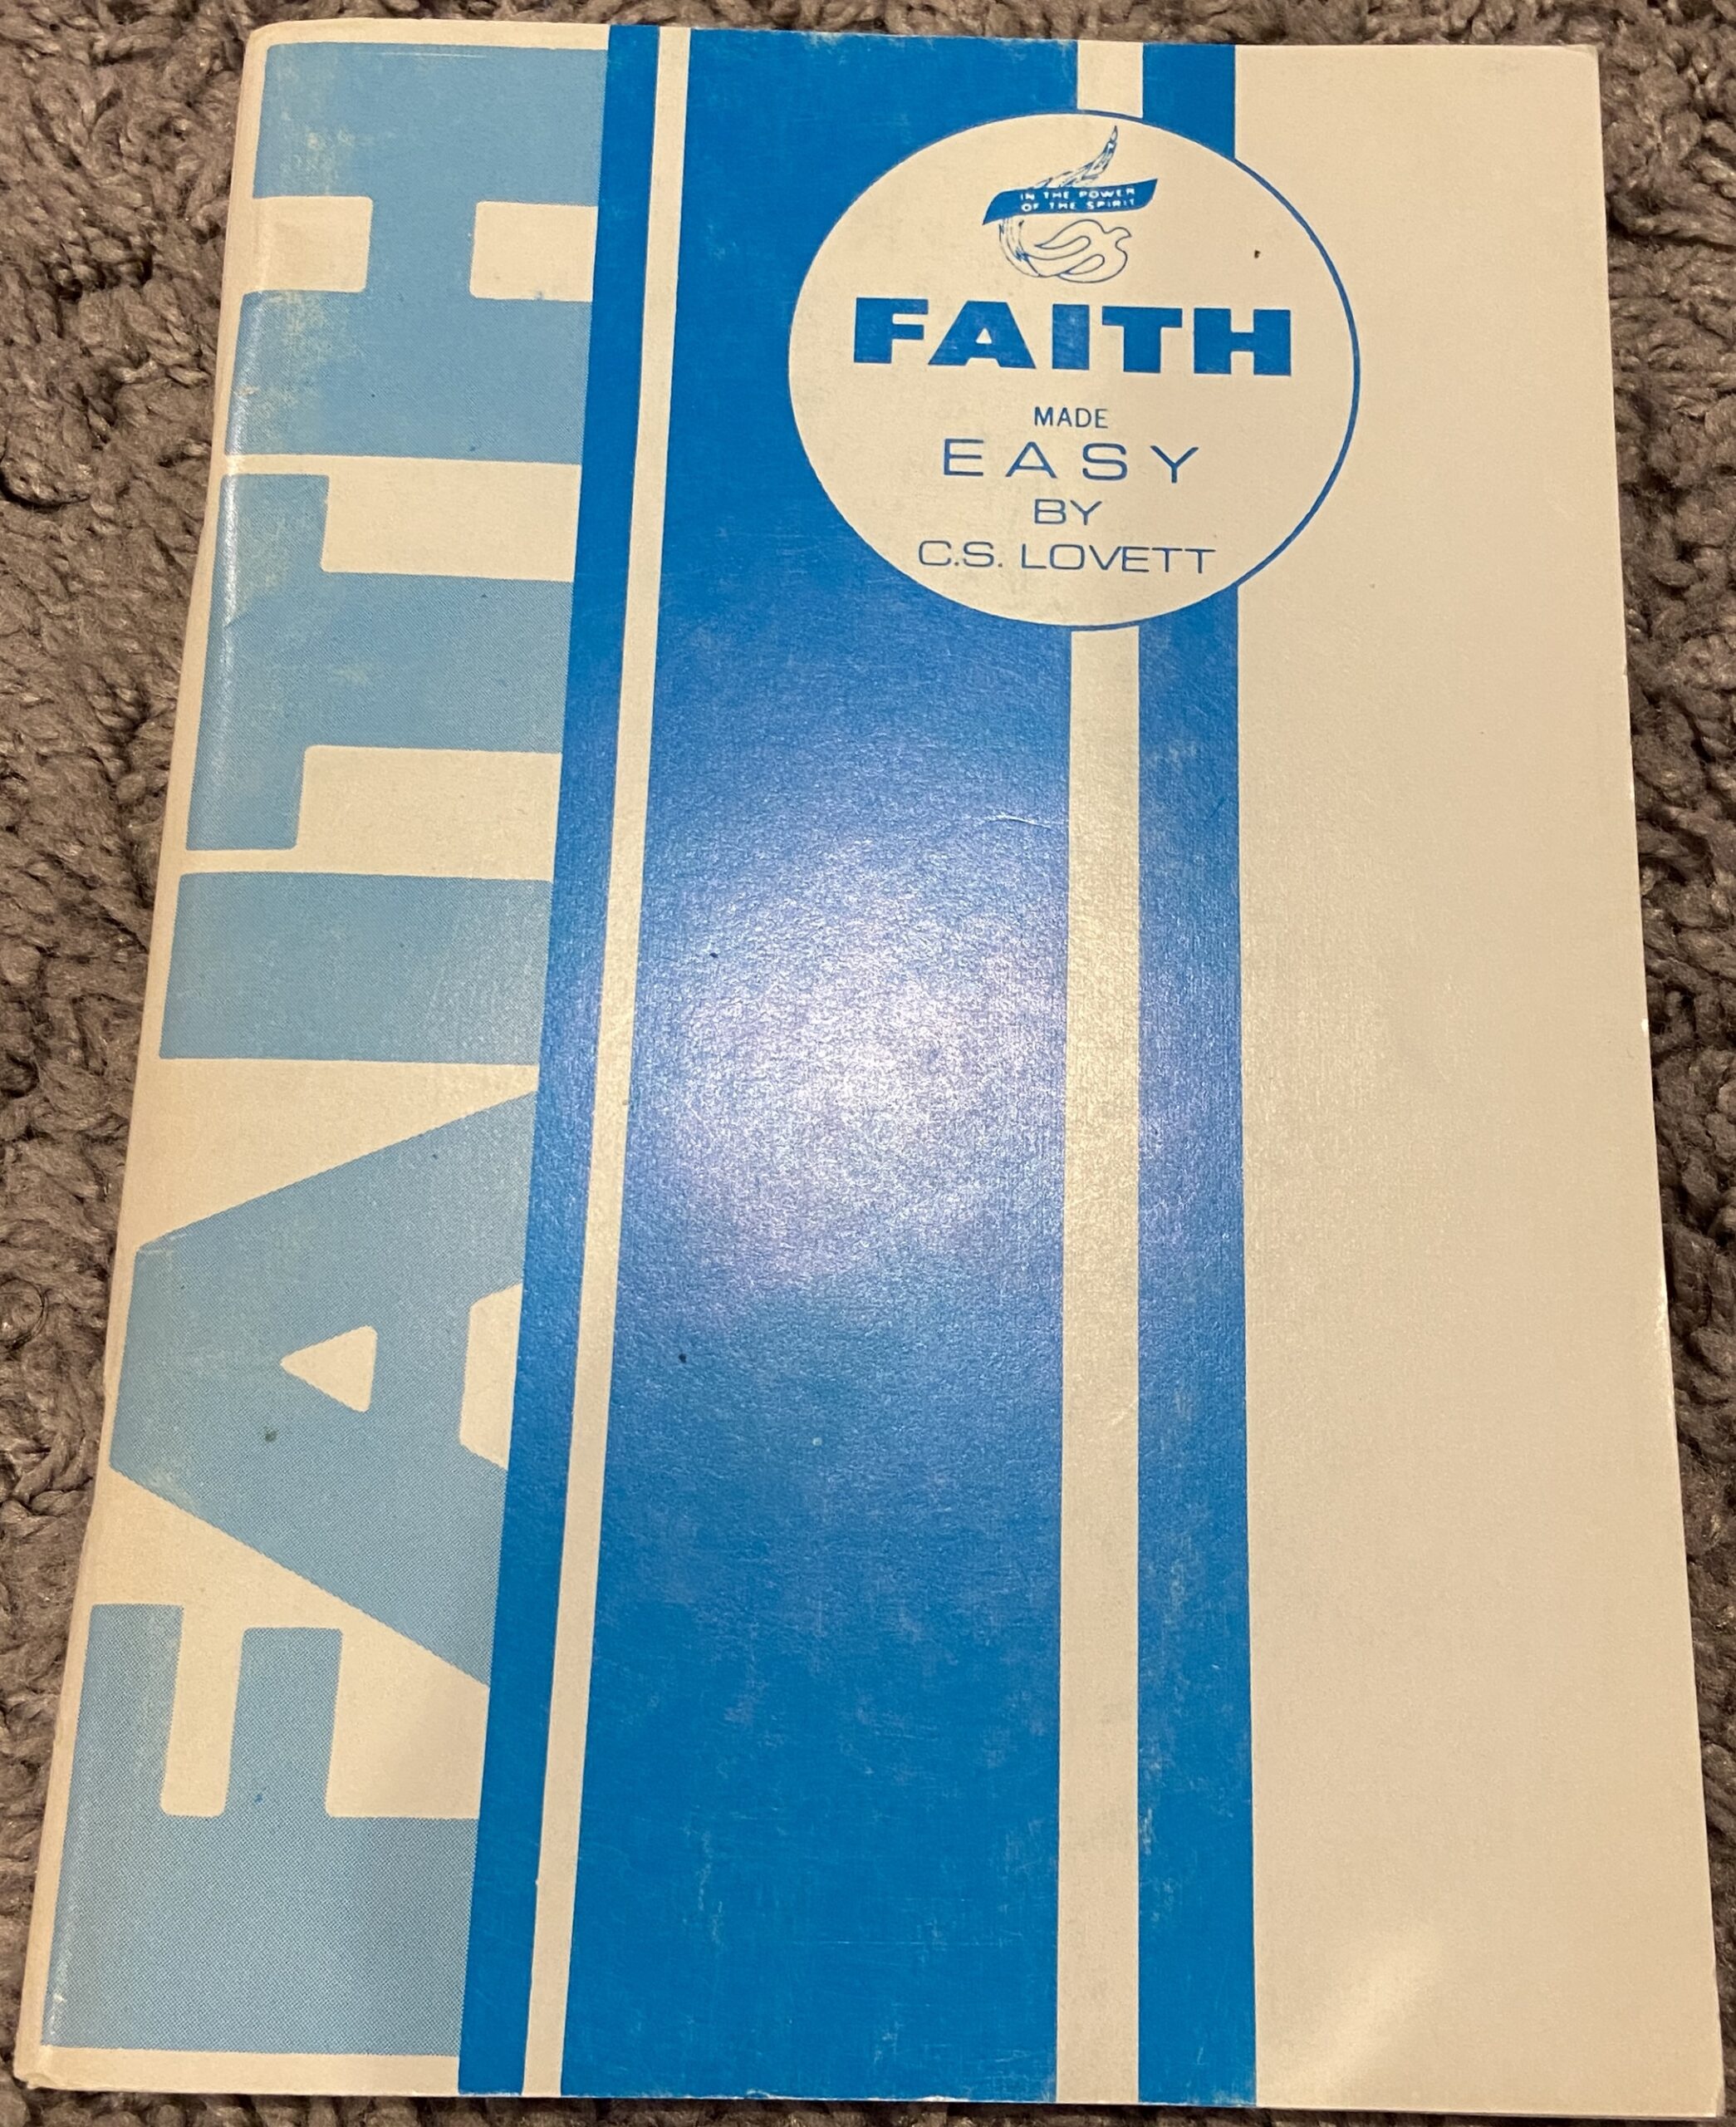 FAITH
IN THE POWER
OF THE SPIRIT
FAITH
MADE
EASY
BY
C.S. LOVETT